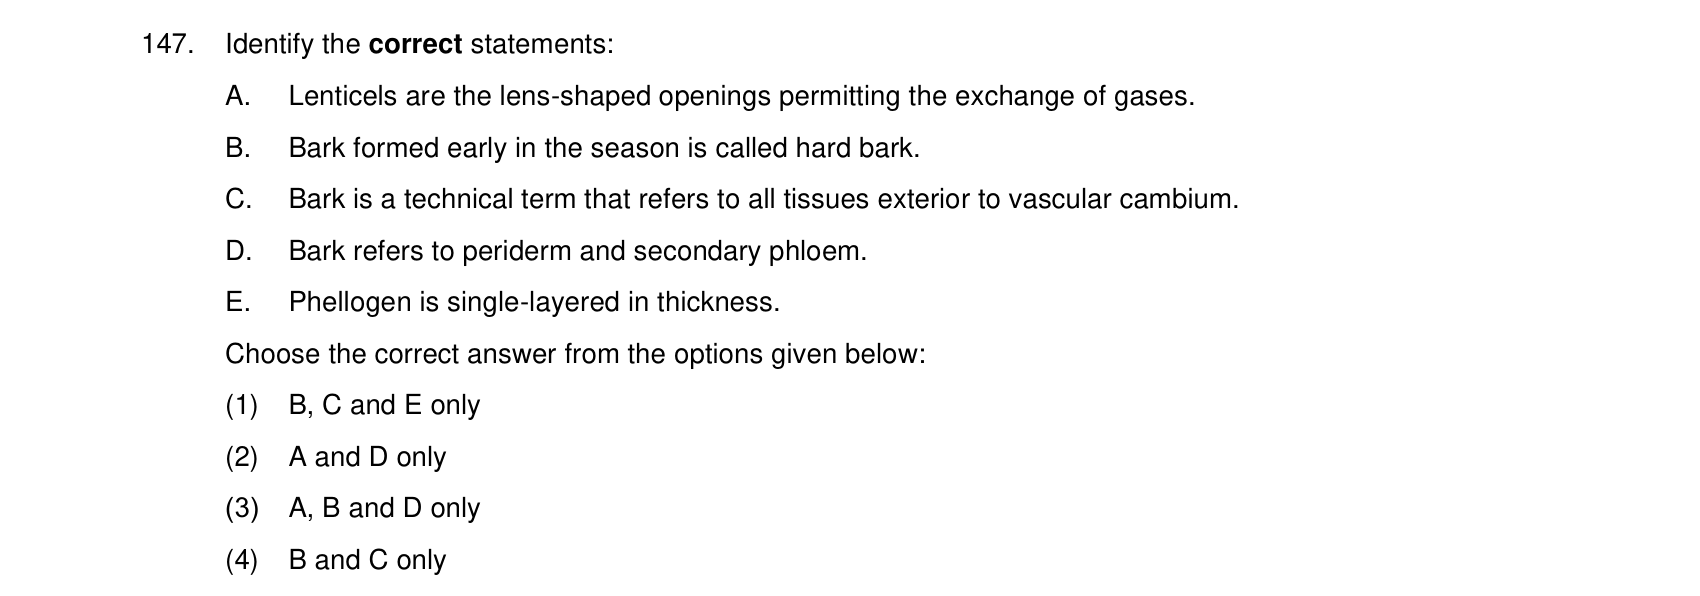 147. Identify the correct statements:
A. Lenticels are the lens-shaped openings permitting the exchange of gases.
B. Bark formed early in the season is called hard bark.
C. Bark is a technical term that refers to all tissues exterior to vascular cambium.
D. Bark refers to periderm and secondary phloem.
E. Phellogen is single-layered in thickness.
Choose the correct answer from the options given below:
(1) B, C and E only
(2) A and D only
(3) A, B and D only
(4) B and C only